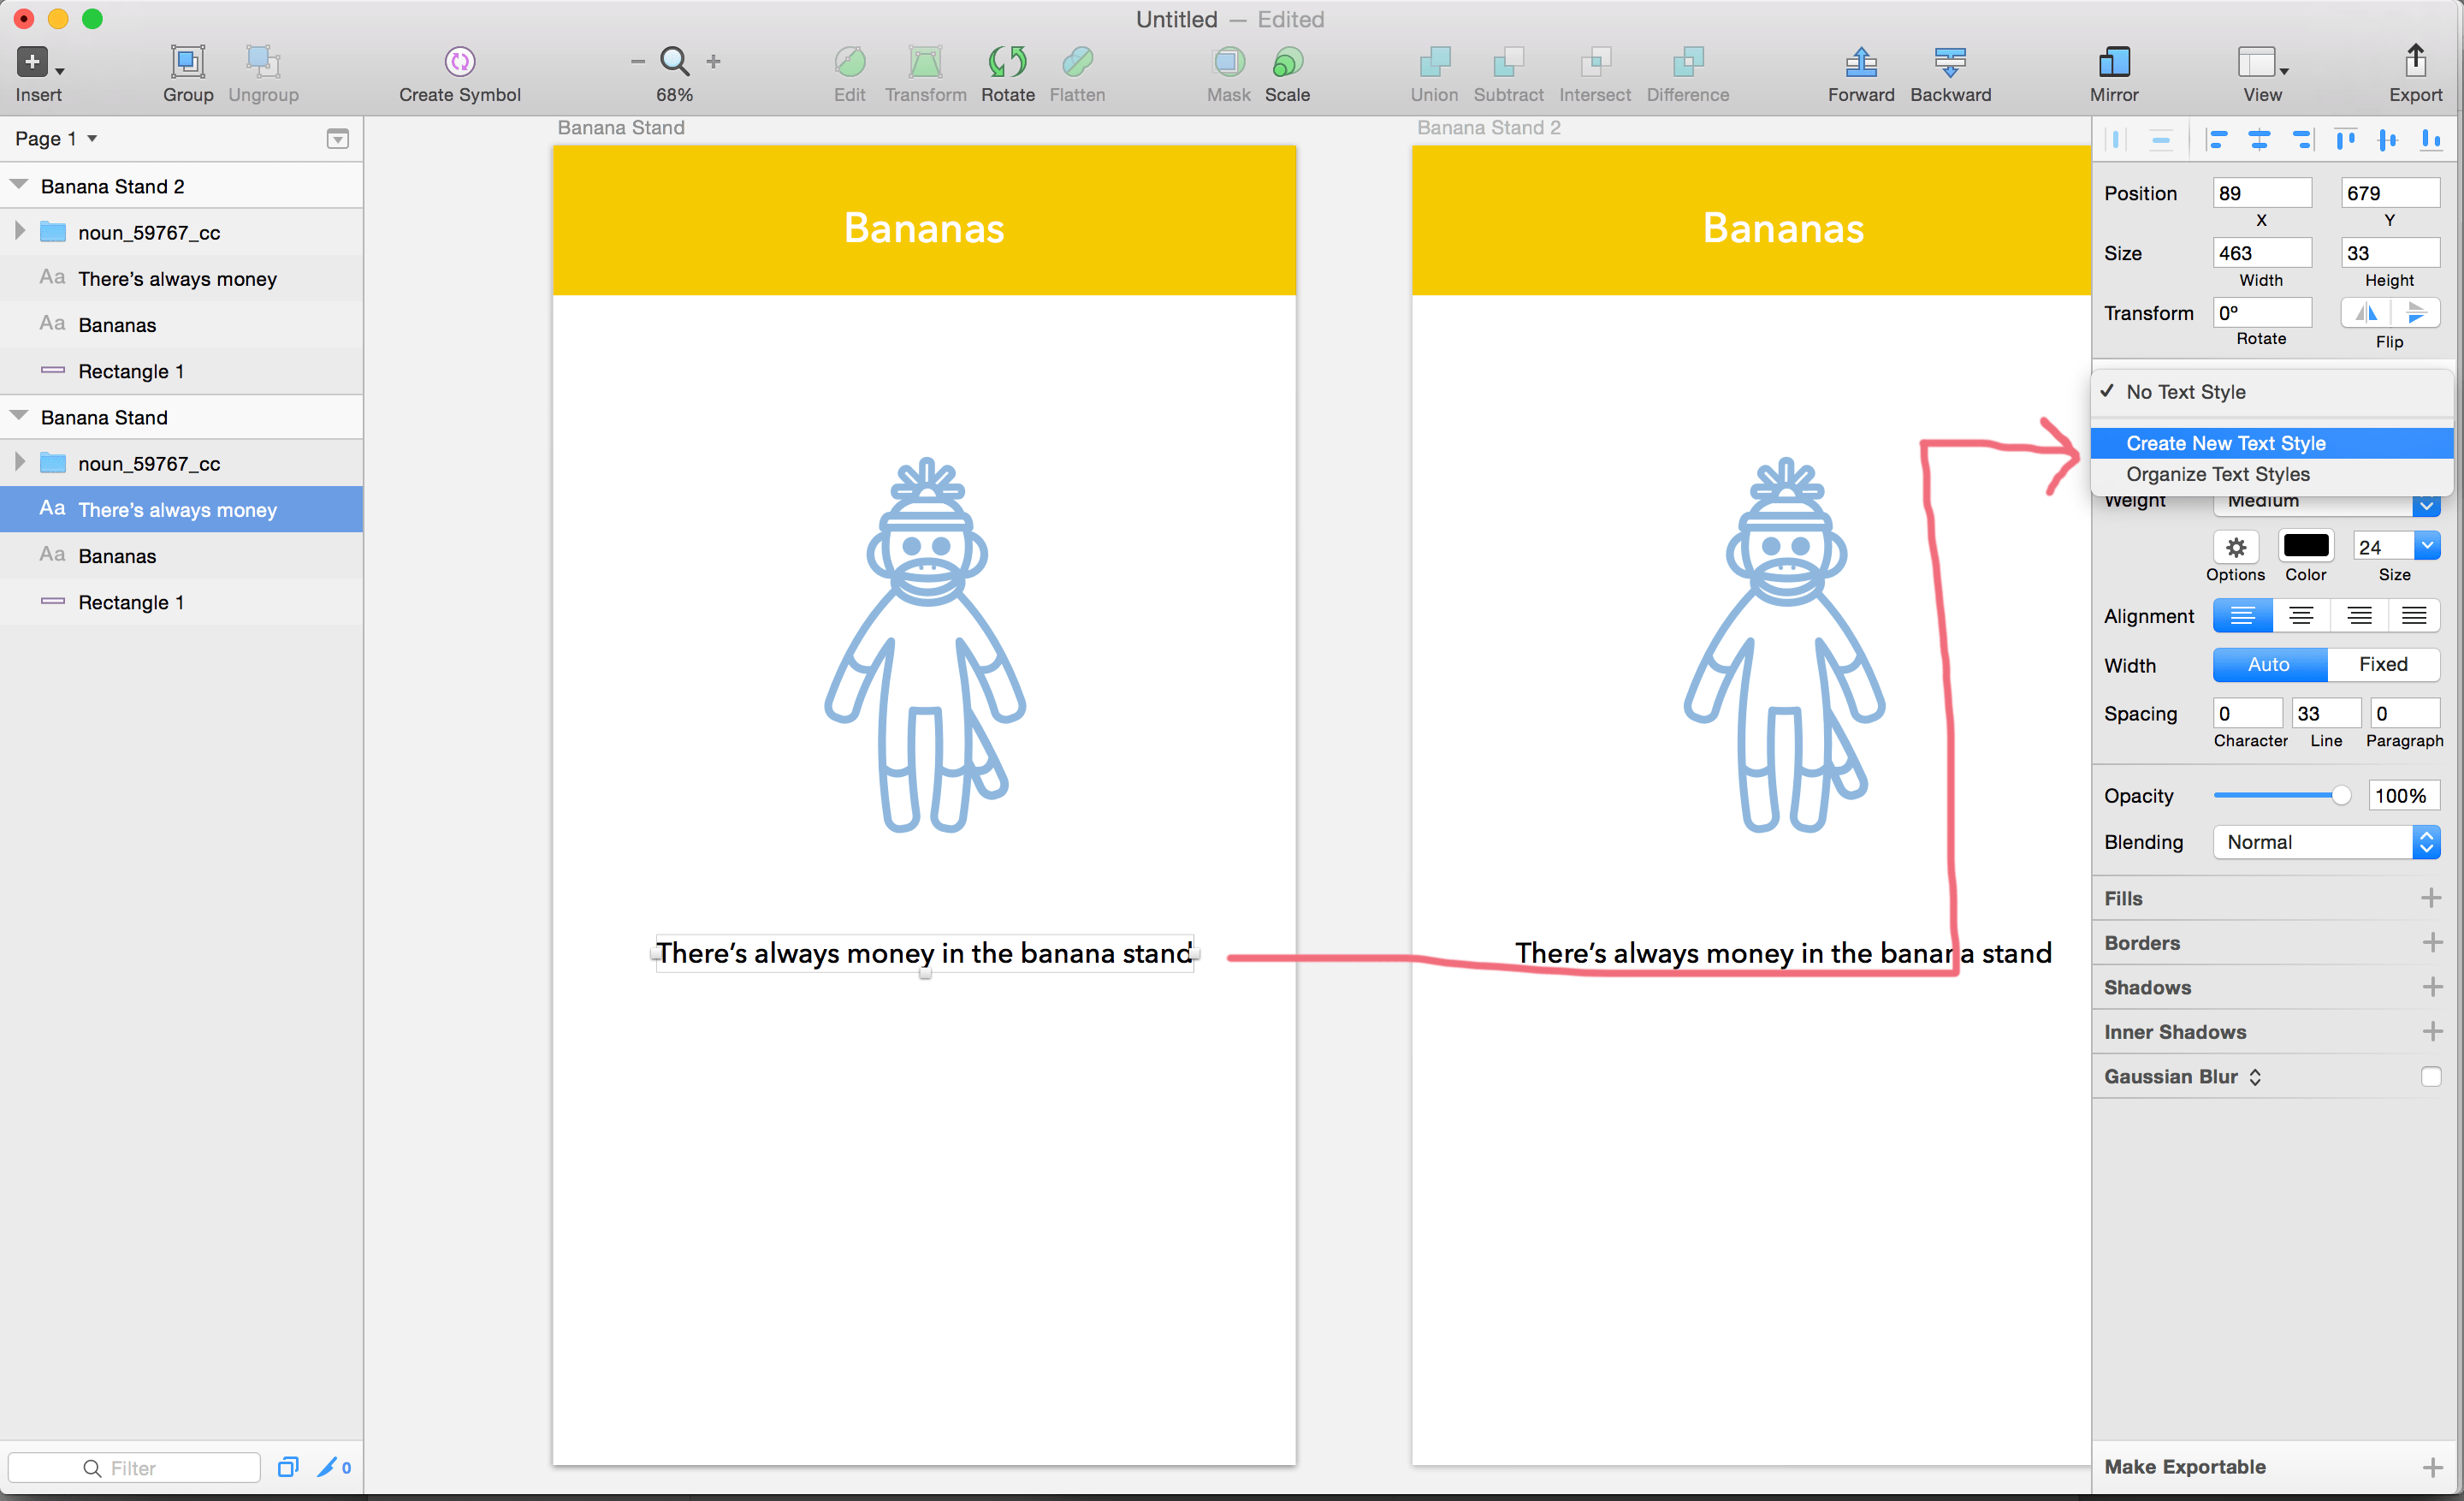 Untitled — Edited
Insert
Group
Ungroup
Create Symbol
68%
Edit
Transform
Rotate
Flatten
Mask
Scale
Union
Subtract
Intersect
Difference
Forward
Backward
Mirror
View
Export
Page 1
Banana Stand 2
noun_59767_cc
Aa There’s always money
Aa Bananas
Rectangle 1
Banana Stand
noun_59767_cc
Aa There’s always money
Aa Bananas
Rectangle 1
Filter
0
Banana Stand
Bananas
There’s always money in the banana stand
Banana Stand 2
Bananas
There’s always money in the banana stand
Position 89 679
X Y
Size 463 33
Width Height
Transform 0º
Rotate Flip
✓ No Text Style
Create New Text Style
Organize Text Styles
Weight Medium
24
Options Color Size
Alignment
Width Auto Fixed
Spacing 0 33 0
Character Line Paragraph
Opacity 100%
Blending Normal
Fills
Borders
Shadows
Inner Shadows
Gaussian Blur
Make Exportable